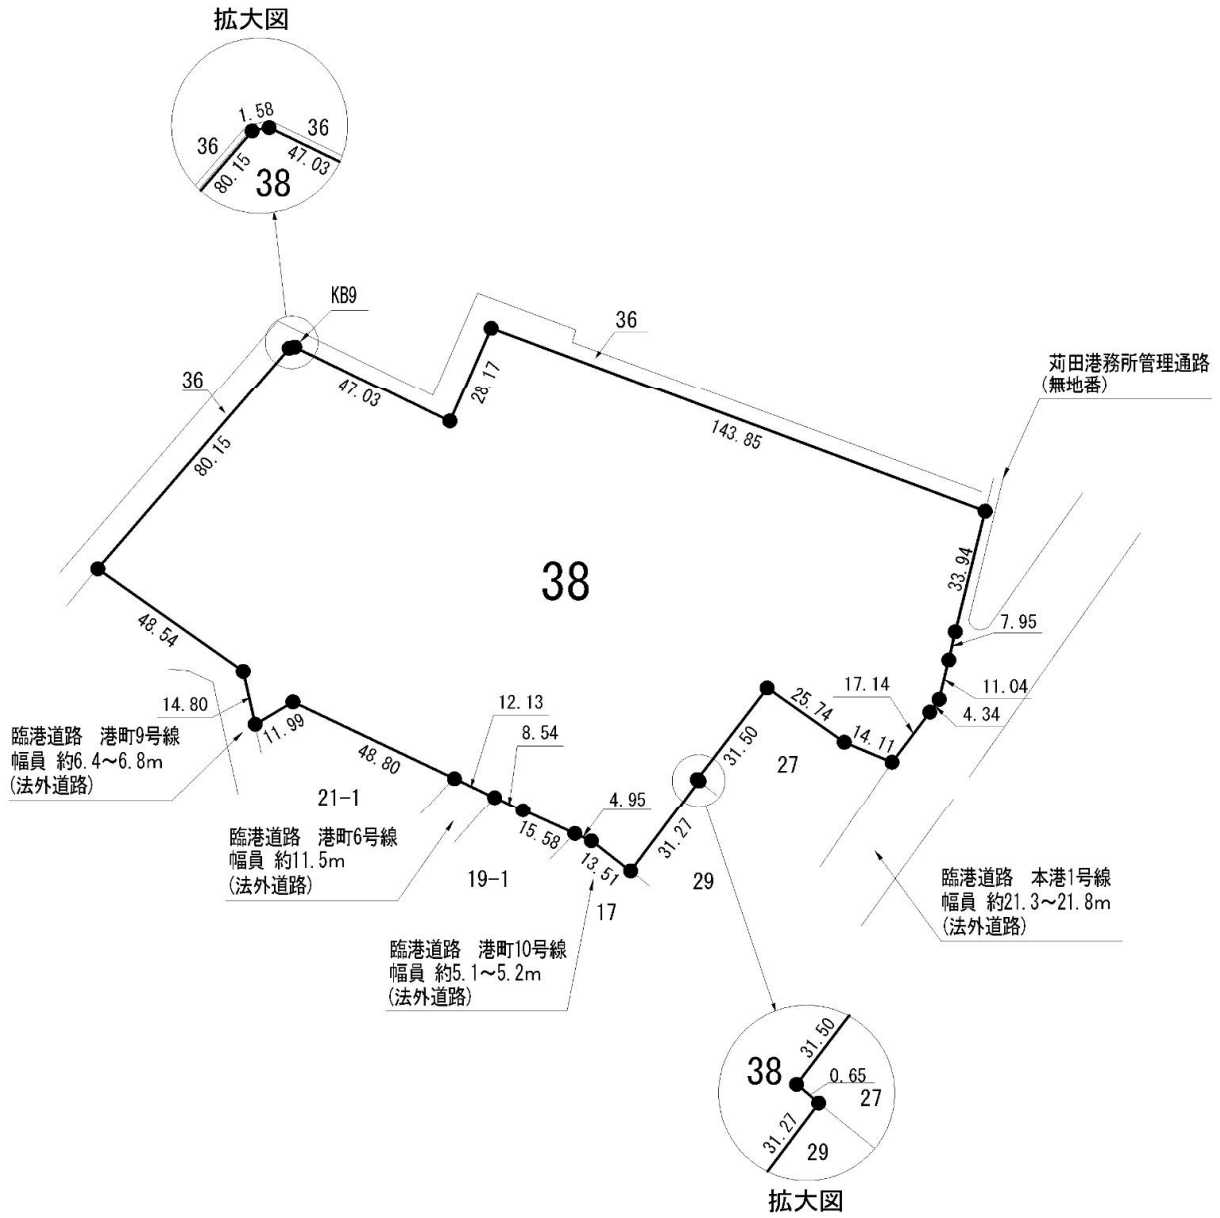 拡大図
1.58
36
36
80.15
47.03
38
KB9
36
36
苅田港務所管理通路
(無地番)
47.03
28.17
143.85
80.15
38
33.94
7.95
48.54
11.04
17.14
4.34
14.80
11.99
12.13
25.74
8.54
31.50
14.11
臨港道路 港町9号線
幅員 約6.4～6.8m
(法外道路)
48.80
27
21-1
4.95
臨港道路 港町6号線
幅員 約11.5m
(法外道路)
15.58
31.27
13.51
19-1
29
17
臨港道路 本港1号線
幅員 約21.3～21.8m
(法外道路)
臨港道路 港町10号線
幅員 約5.1～5.2m
(法外道路)
31.50
38
0.65
27
31.27
29
拡大図